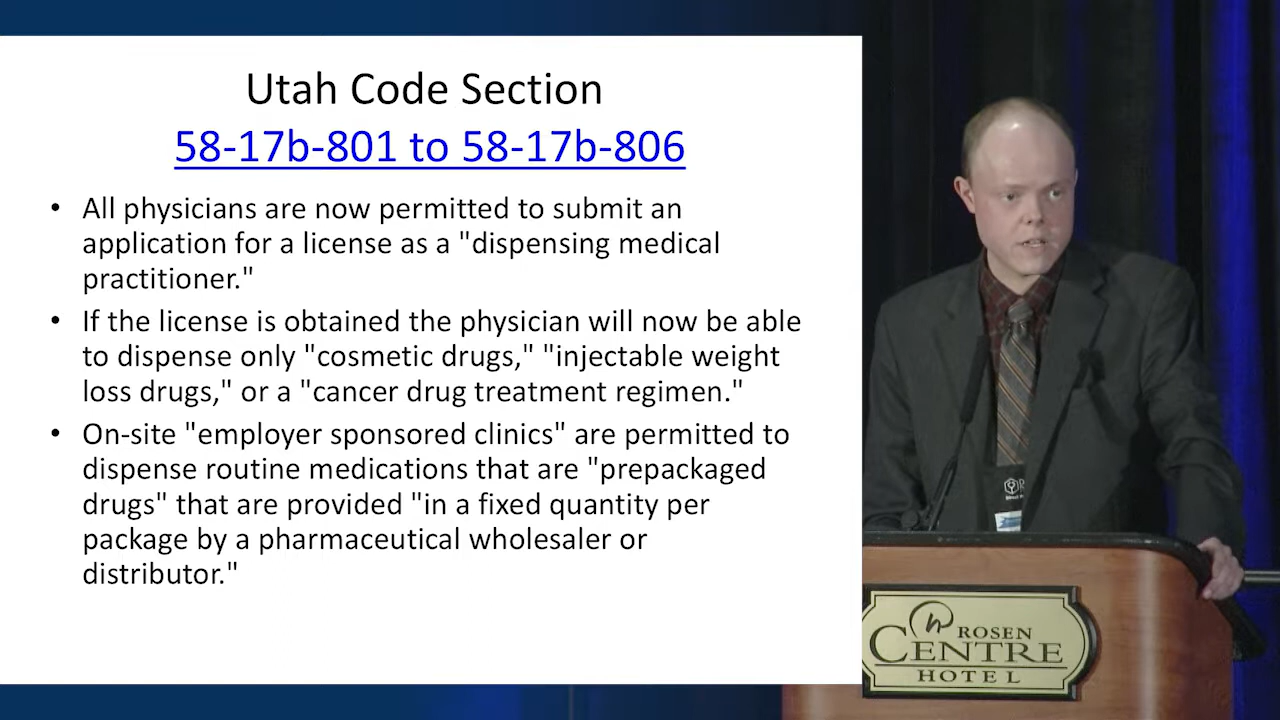 Utah Code Section
58-17b-801 to 58-17b-806
• All physicians are now permitted to submit an
application for a license as a "dispensing medical
practitioner."
• If the license is obtained the physician will now be able
to dispense only "cosmetic drugs," "injectable weight
loss drugs," or a "cancer drug treatment regimen."
• On-site "employer sponsored clinics" are permitted to
dispense routine medications that are "prepackaged
drugs" that are provided "in a fixed quantity per
package by a pharmaceutical wholesaler or
distributor."
ROSEN
CENTRE
HOTEL